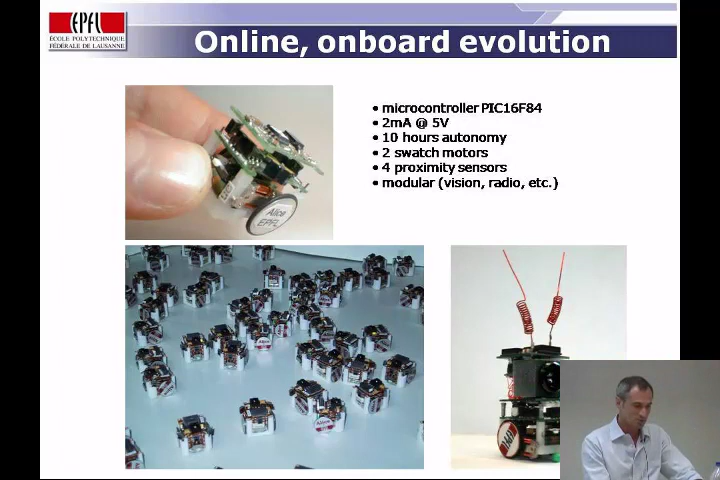 EPFL
ÉCOLE POLYTECHNIQUE
FÉDÉRALE DE LAUSANNE
Online, onboard evolution
• microcontroller PIC16F84
• 2mA @ 5V
• 10 hours autonomy
• 2 swatch motors
• 4 proximity sensors
• modular (vision, radio, etc.)
Alice
EPFL